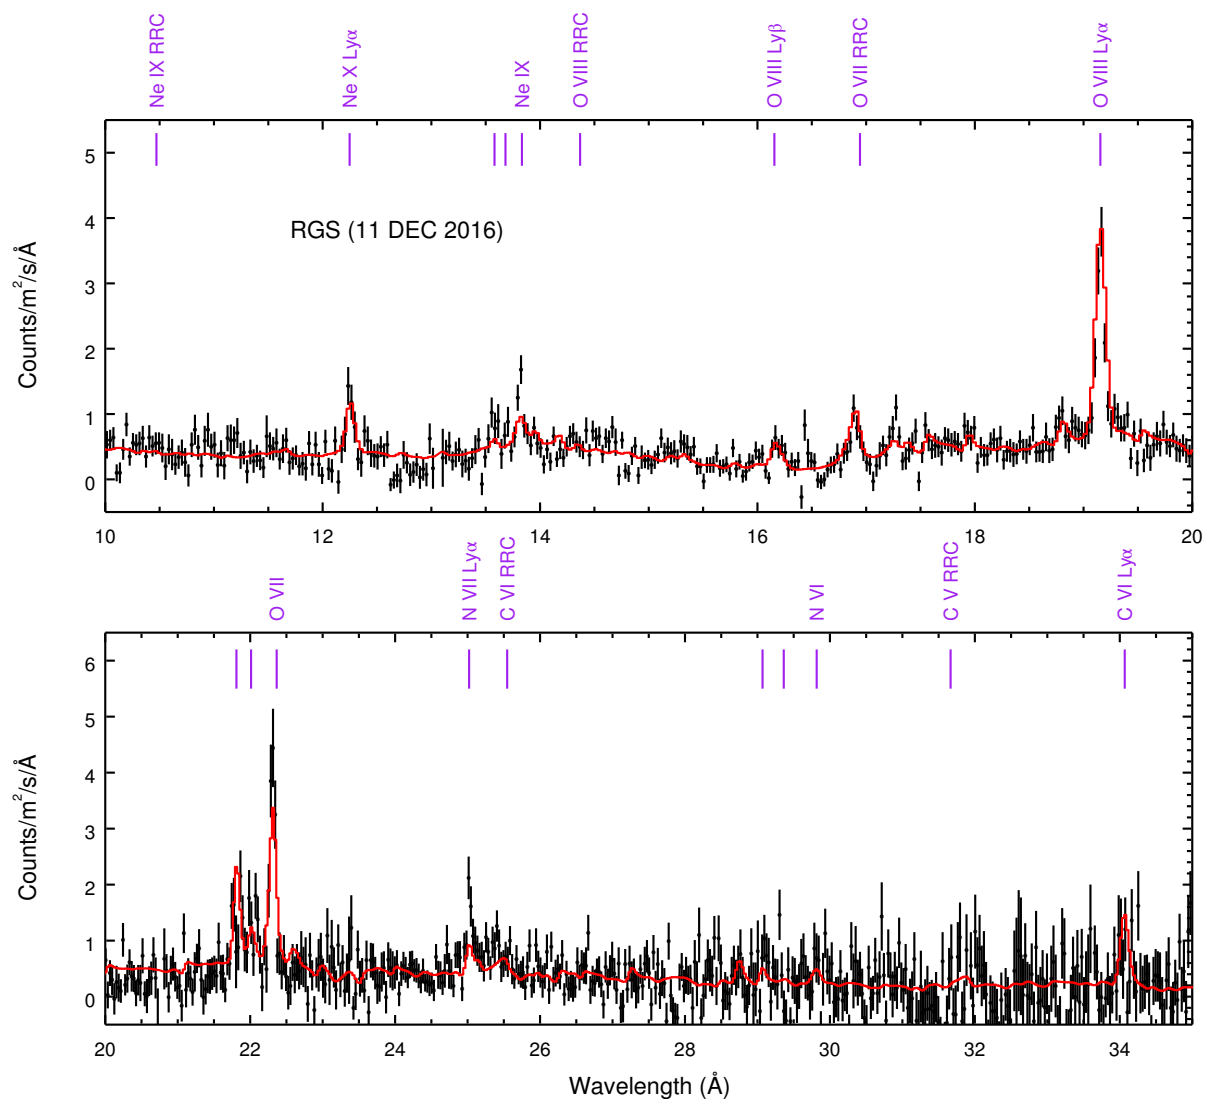 Ne IX RRC
Ne X Lyα
Ne IX
O VIII RRC
O VIII Lyβ
O VII RRC
O VIII Lyα
5
4
3
2
1
0
Counts/m²/s/Å
RGS (11 DEC 2016)
10 12 14 16 18 20
O VII
N VII Lyα
C VI RRC
N VI
C V RRC
C VI Lyα
6
5
4
3
2
1
0
Counts/m²/s/Å
20 22 24 26 28 30 32 34
Wavelength (Å)